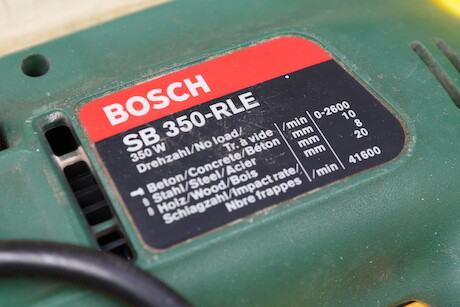 BOSCH
SB 350-RLE
350 W
Drehzahl/No load/ Tr. à vide /min 0-2600
Beton/Concrete/Béton mm 10
Stahl/Steel/Acier mm 8
Holz/Wood/Bois mm 20
Schlagzahl/Impact rate/ Nbre frappes /min 41600